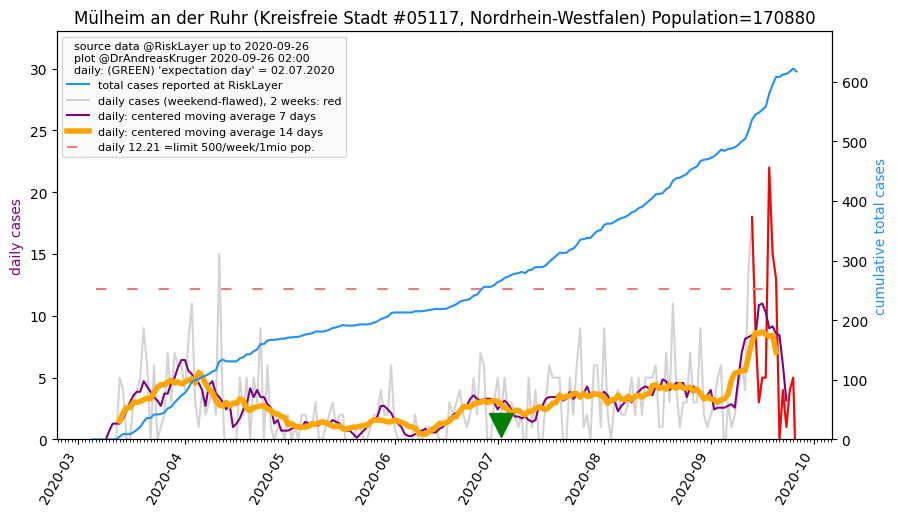 Mülheim an der Ruhr (Kreisfreie Stadt #05117, Nordrhein-Westfalen) Population=170880
source data @RiskLayer up to 2020-09-26
plot @DrAndreasKruger 2020-09-26 02:00
daily: (GREEN) 'expectation day' = 02.07.2020
total cases reported at RiskLayer
daily cases (weekend-flawed), 2 weeks: red
daily: centered moving average 7 days
daily: centered moving average 14 days
daily 12.21 =limit 500/week/1mio pop.
daily cases
30
25
20
15
10
5
0
cumulative total cases
600
500
400
300
200
100
0
2020-03
2020-04
2020-05
2020-06
2020-07
2020-08
2020-09
2020-10